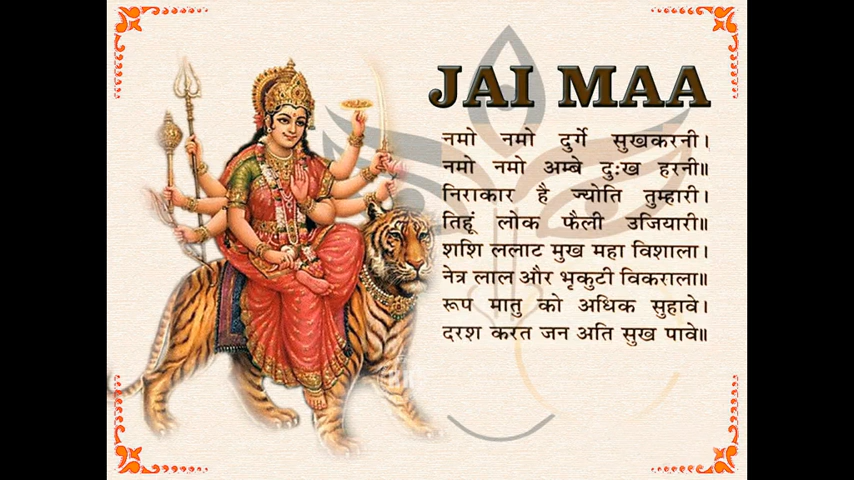 JAI MAA
नमो नमो दुर्गे सुखकरनी।
नमो नमो अम्बे दुःख हरनी॥
निराकार है ज्योति तुम्हारी।
तिहूं लोक फैली उजियारी॥
शशि ललाट मुख महा विशाला।
नेत्र लाल और भृकुटी विकराला॥
रूप मातु को अधिक सुहावे।
दरश करत जन अति सुख पावे॥